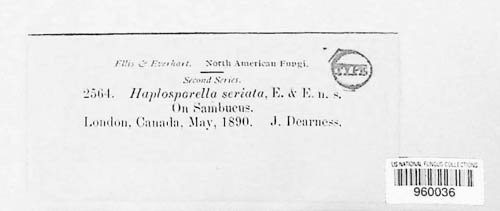 Ellis & Everhart. North American Fungi.
Second Series.
TYPE
2564. Haplosporella seriata, E. & E. n. s.
On Sambucus.
London, Canada, May, 1890. J. Dearness.
US NATIONAL FUNGUS COLLECTIONS
960036